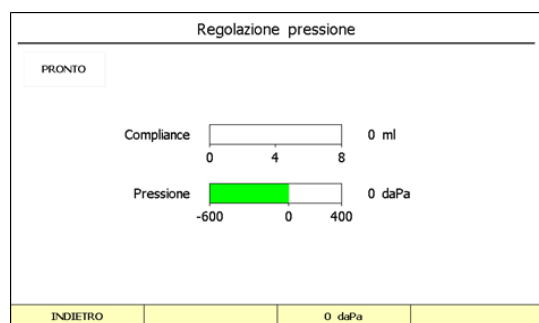 Regolazione pressione
PRONTO
Compliance 0 ml
0 4 8
Pressione 0 daPa
-600 0 400
INDIETRO 0 daPa